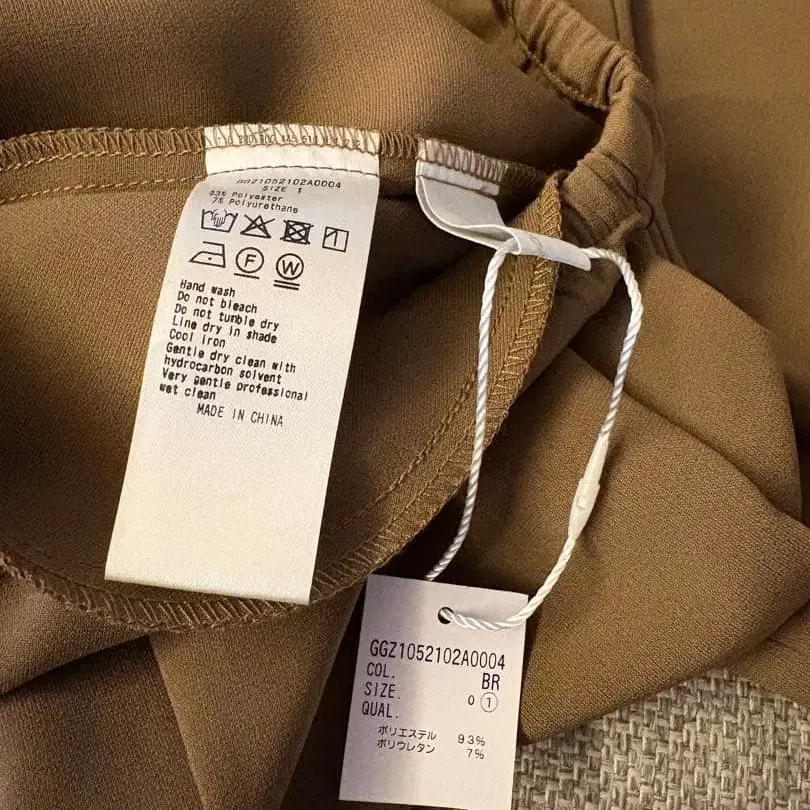 GGZ1052102A0004
SIZE 1
93% Polyester
7% Polyurethane
F
W
Hand wash
Do not bleach
Do not tumble dry
Line dry in shade
Cool iron
Gentle dry clean with
hydrocarbon solvent
Very gentle professional
wet clean
MADE IN CHINA
GGZ1052102A0004
COL. BR
SIZE. 0 ①
QUAL.
ポリエステル 93%
ポリウレタン 7%